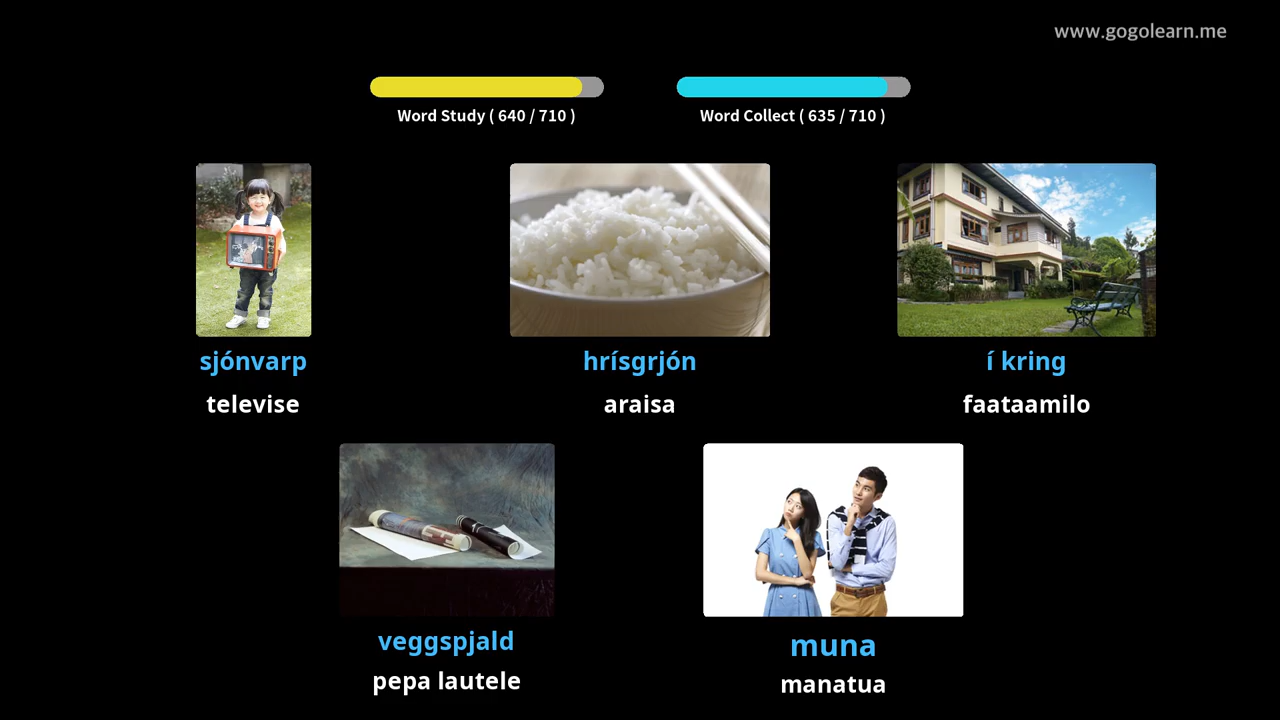 www.gogolearn.me
Word Study ( 640 / 710 )
Word Collect ( 635 / 710 )
sjónvarp
televise
hrísgrjón
araisa
í kring
faataamilo
veggspjald
pepa lautele
muna
manatua